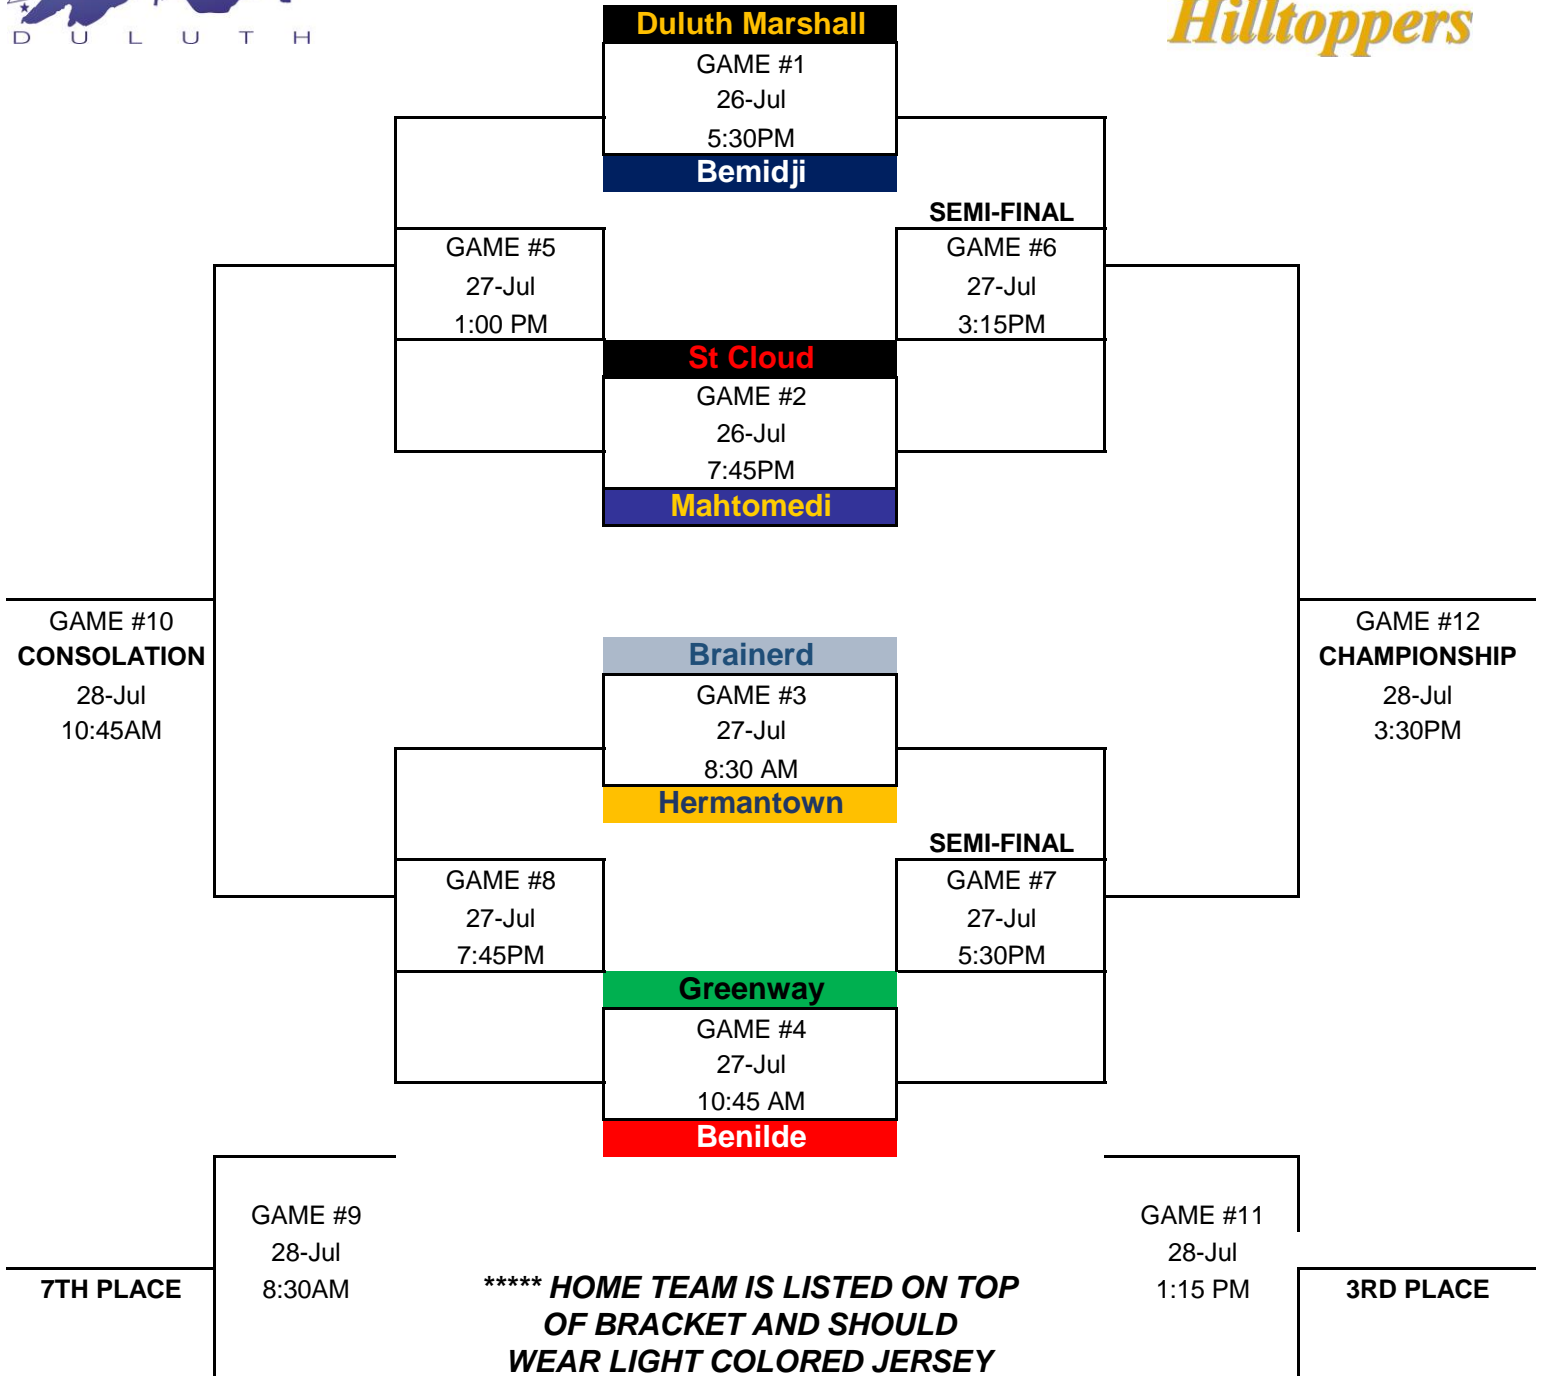 DULUTH
Hilltoppers
Duluth Marshall
GAME #1
26-Jul
5:30PM
Bemidji
SEMI-FINAL
GAME #5
27-Jul
1:00 PM
GAME #6
27-Jul
3:15PM
St Cloud
GAME #2
26-Jul
7:45PM
Mahtomedi
GAME #10
CONSOLATION
28-Jul
10:45AM
GAME #12
CHAMPIONSHIP
28-Jul
3:30PM
Brainerd
GAME #3
27-Jul
8:30 AM
Hermantown
SEMI-FINAL
GAME #8
27-Jul
7:45PM
GAME #7
27-Jul
5:30PM
Greenway
GAME #4
27-Jul
10:45 AM
Benilde
GAME #9
28-Jul
8:30AM
7TH PLACE
GAME #11
28-Jul
1:15 PM
3RD PLACE
***** HOME TEAM IS LISTED ON TOP
OF BRACKET AND SHOULD
WEAR LIGHT COLORED JERSEY